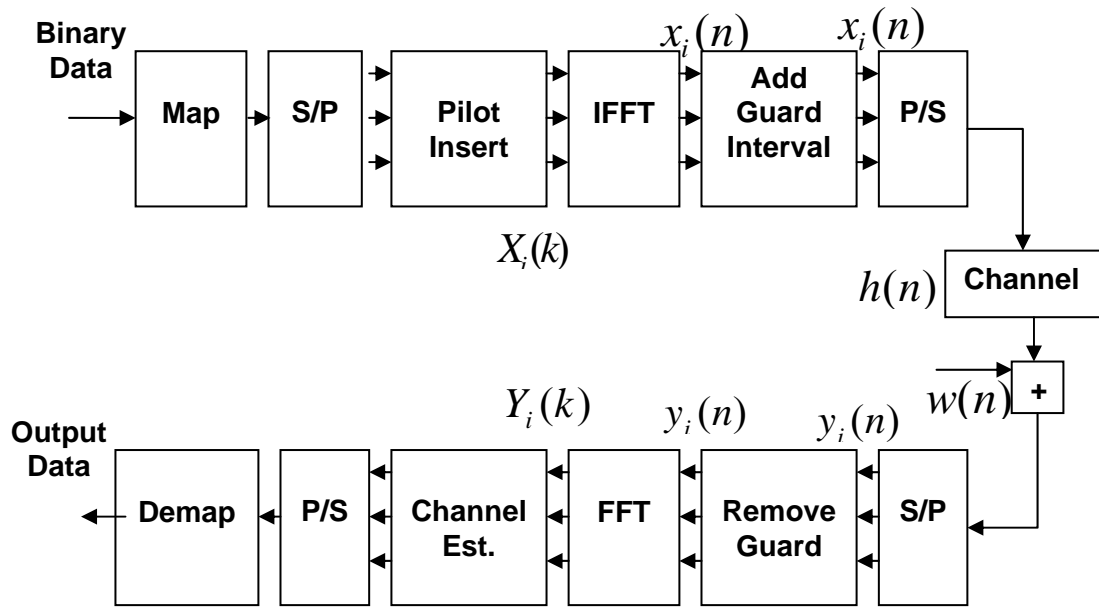 Binary
Data
x_i(n)
x_i(n)
Map
S/P
Pilot
Insert
IFFT
Add
Guard
Interval
P/S
X_i(k)
h(n)
Channel
w(n)
+
Y_i(k)
y_i(n)
y_i(n)
Output
Data
Demap
P/S
Channel
Est.
FFT
Remove
Guard
S/P